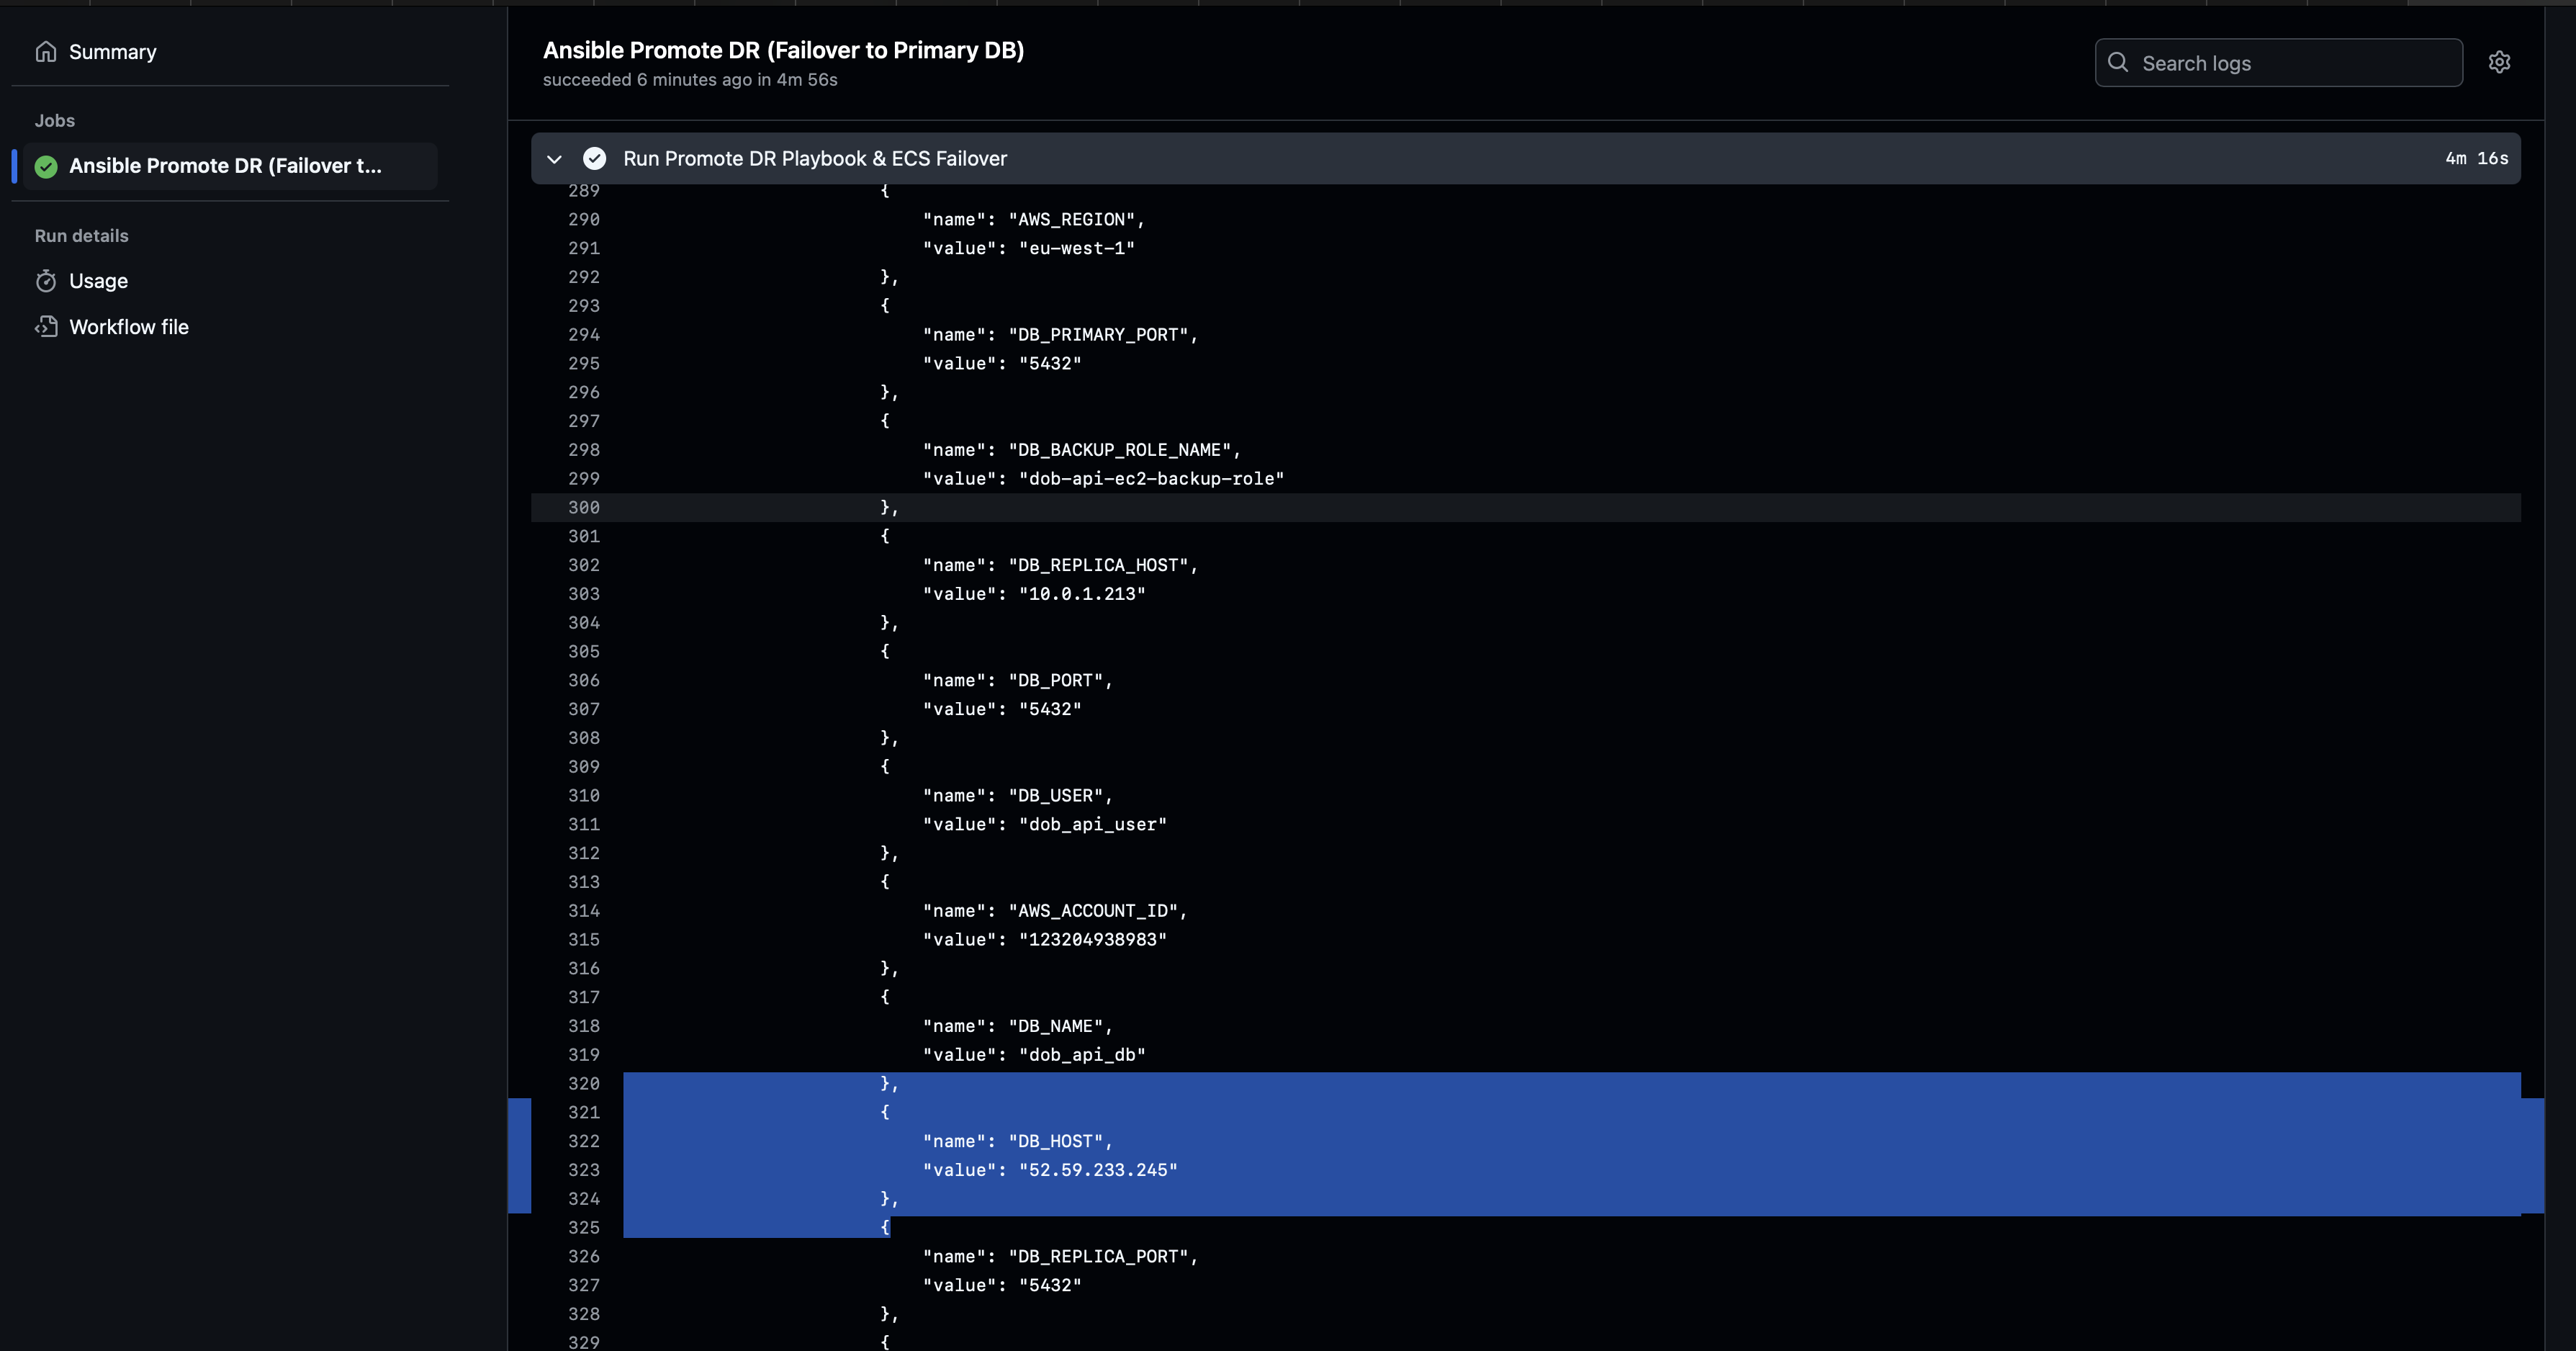 Summary
Jobs
Ansible Promote DR (Failover t...
Run details
Usage
Workflow file
Ansible Promote DR (Failover to Primary DB)
succeeded 6 minutes ago in 4m 56s
Search logs
Run Promote DR Playbook & ECS Failover 4m 16s
289 {
290 "name": "AWS_REGION",
291 "value": "eu-west-1"
292 },
293 {
294 "name": "DB_PRIMARY_PORT",
295 "value": "5432"
296 },
297 {
298 "name": "DB_BACKUP_ROLE_NAME",
299 "value": "dob-api-ec2-backup-role"
300 },
301 {
302 "name": "DB_REPLICA_HOST",
303 "value": "10.0.1.213"
304 },
305 {
306 "name": "DB_PORT",
307 "value": "5432"
308 },
309 {
310 "name": "DB_USER",
311 "value": "dob_api_user"
312 },
313 {
314 "name": "AWS_ACCOUNT_ID",
315 "value": "123204938983"
316 },
317 {
318 "name": "DB_NAME",
319 "value": "dob_api_db"
320 },
321 {
322 "name": "DB_HOST",
323 "value": "52.59.233.245"
324 },
325 {
326 "name": "DB_REPLICA_PORT",
327 "value": "5432"
328 },
329 {